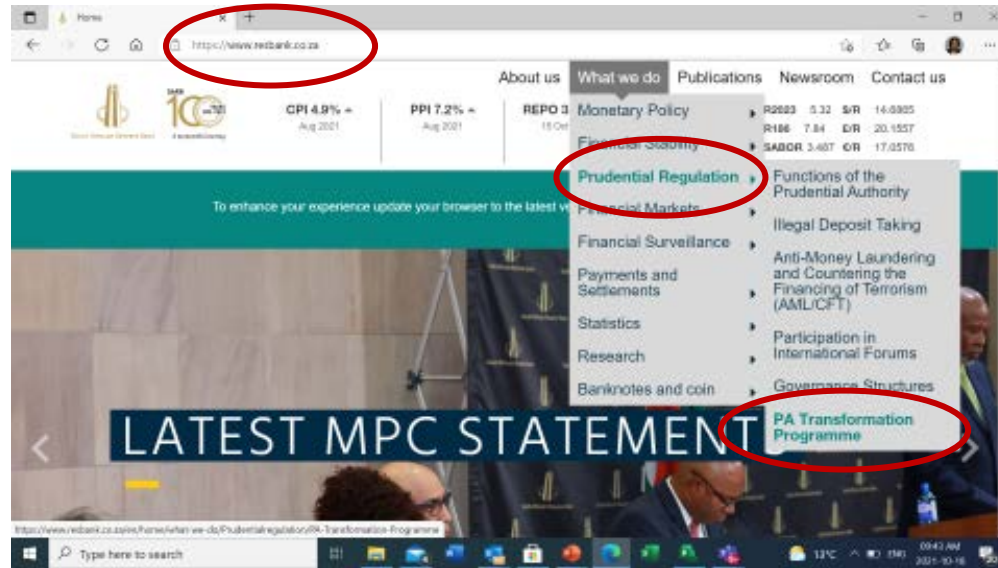 Home
https://www.resbank.co.za
About us What we do Publications Newsroom Contact us
SARB
100
CPI 4.9%
Aug 2021
PPI 7.2%
Aug 2021
REPO 3
R2023 5.32 $/R 14.6805
R186 7.84 £/R 20.1557
SABOR 3.487 €/R 17.0576
Monetary Policy
Financial Stability
Prudential Regulation
Financial Markets
Financial Surveillance
Payments and
Settlements
Statistics
Research
Banknotes and coin
Functions of the
Prudential Authority
Illegal Deposit Taking
Anti-Money Laundering
and Countering the
Financing of Terrorism
(AML/CFT)
Participation in
International Forums
Governance Structures
PA Transformation
Programme
To enhance your experience update your browser to the latest
LATEST MPC STATEMENT
Type here to search
13°C
ENG
09:43 AM
2021-10-18